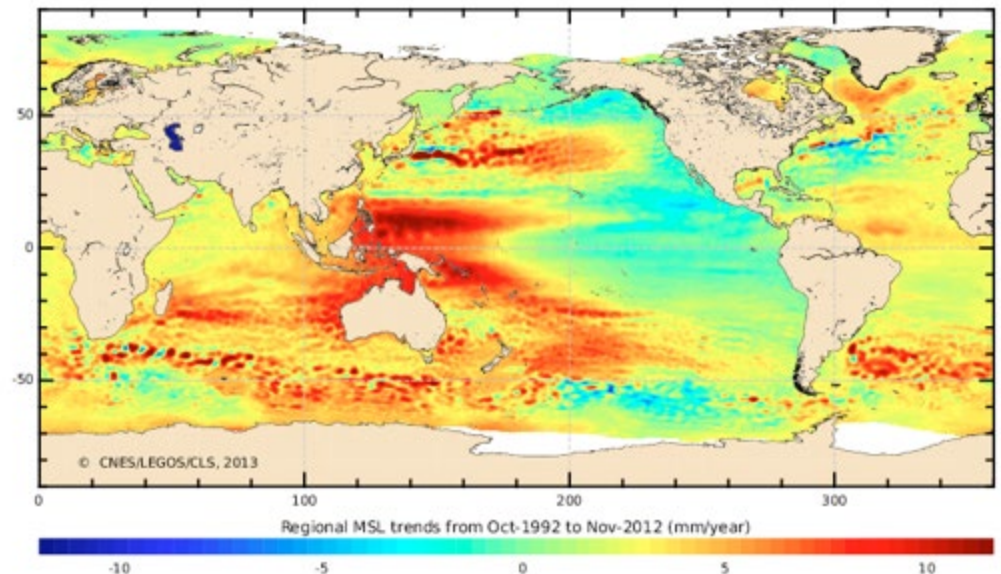 50
0
-50
© CNES/LEGOS/CLS, 2013
0 100 200 300
Regional MSL trends from Oct-1992 to Nov-2012 (mm/year)
-10 -5 0 5 10